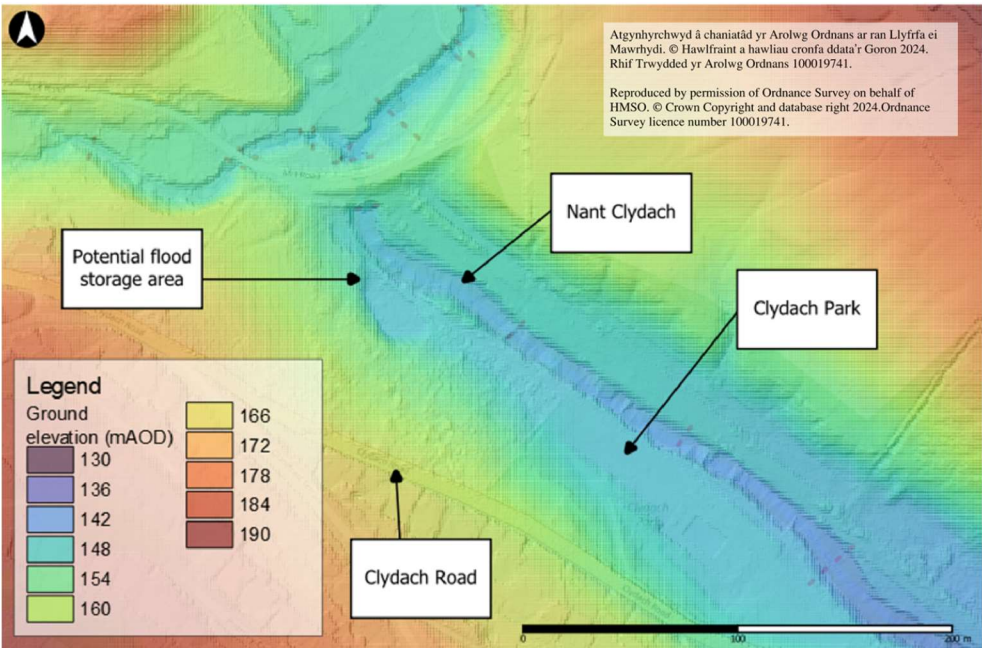 Atgynhyrchwyd â chaniatâd yr Arolwg Ordnans ar ran Llyfrfa ei
Mawrhydi. © Hawlfraint a hawliau cronfa ddata'r Goron 2024.
Rhif Trwydded yr Arolwg Ordnans 100019741.
Reproduced by permission of Ordnance Survey on behalf of
HMSO. © Crown Copyright and database right 2024.Ordnance
Survey licence number 100019741.
Nant Clydach
Potential flood
storage area
Clydach Park
Legend
Ground
elevation (mAOD)
130
136
142
148
154
160
166
172
178
184
190
Clydach Road
0
100
200 m